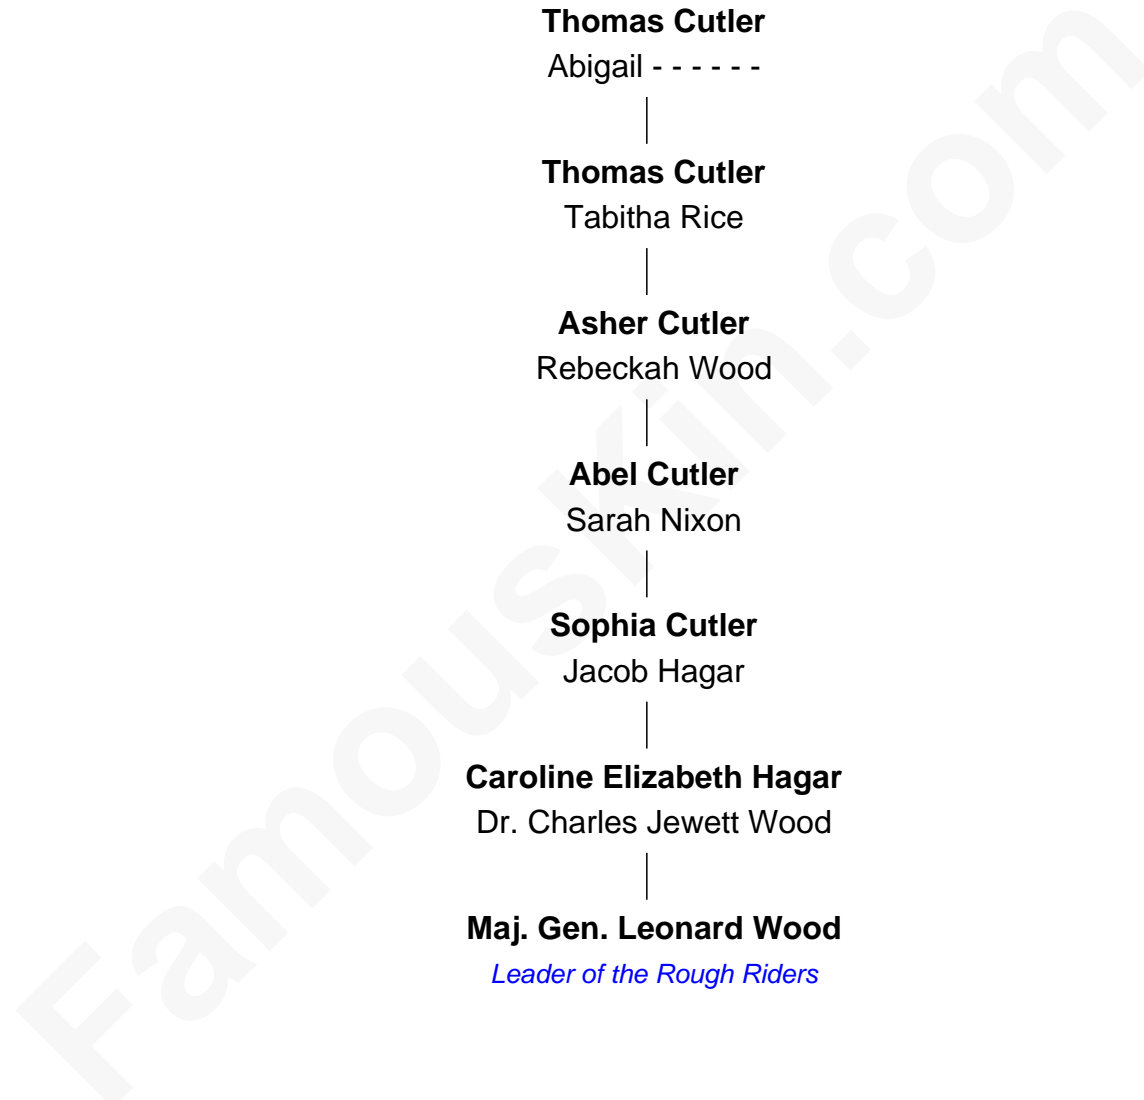 Thomas Cutler
Abigail - - - - - -
Thomas Cutler
Tabitha Rice
Asher Cutler
Rebeckah Wood
Abel Cutler
Sarah Nixon
Sophia Cutler
Jacob Hagar
Caroline Elizabeth Hagar
Dr. Charles Jewett Wood
Maj. Gen. Leonard Wood
Leader of the Rough Riders
FamousKin.com